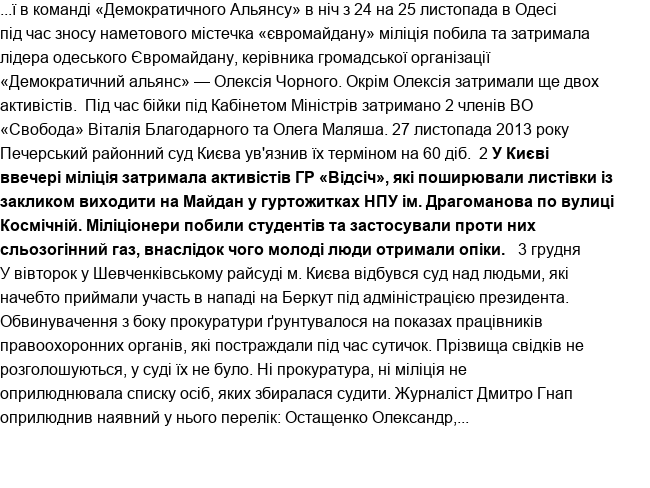 ...ї в команді «Демократичного Альянсу» в ніч з 24 на 25 листопада в Одесі
під час зносу наметового містечка «євромайдану» міліція побила та затримала
лідера одеського Євромайдану, керівника громадської організації
«Демократичний альянс» — Олексія Чорного. Окрім Олексія затримали ще двох
активістів.  Під час бійки під Кабінетом Міністрів затримано 2 членів ВО
«Свобода» Віталія Благодарного та Олега Маляша. 27 листопада 2013 року
Печерський районний суд Києва ув'язнив їх терміном на 60 діб.  2 У Києві
ввечері міліція затримала активістів ГР «Відсіч», які поширювали листівки із
закликом виходити на Майдан у гуртожитках НПУ ім. Драгоманова по вулиці
Космічній. Міліціонери побили студентів та застосували проти них
сльозогінний газ, внаслідок чого молоді люди отримали опіки.   3 грудня
У вівторок у Шевченківському райсуді м. Києва відбувся суд над людьми, які
начебто приймали участь в нападі на Беркут під адміністрацією президента.
Обвинувачення з боку прокуратури ґрунтувалося на показах працівників
правоохоронних органів, які постраждали під час сутичок. Прізвища свідків не
розголошуються, у суді їх не було. Ні прокуратура, ні міліція не
оприлюднювала списку осіб, яких збиралася судити. Журналіст Дмитро Гнап
оприлюднив наявний у нього перелік: Остащенко Олександр,...